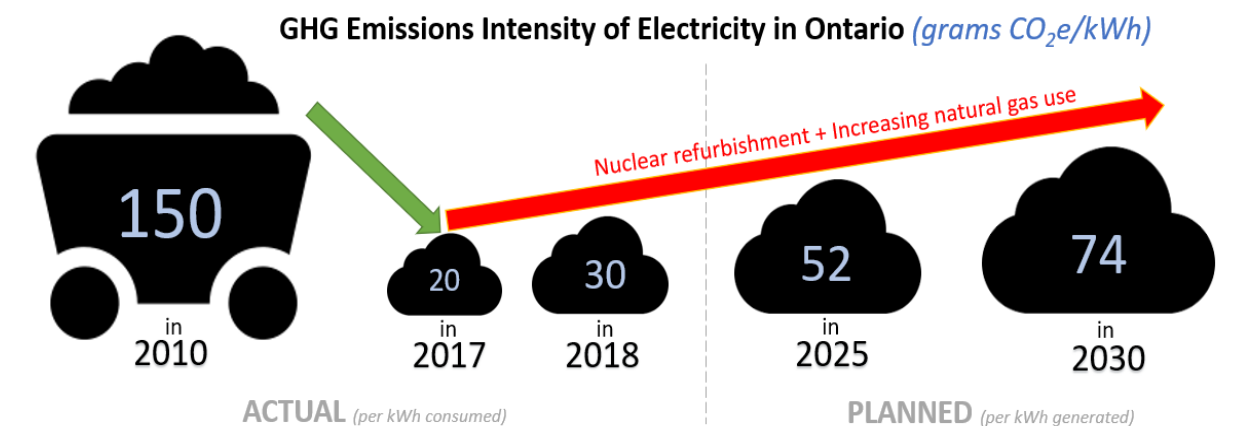 GHG Emissions Intensity of Electricity in Ontario (grams CO₂e/kWh)
Nuclear refurbishment + Increasing natural gas use
150
in
2010
20
in
2017
30
in
2018
52
in
2025
74
in
2030
ACTUAL (per kWh consumed)
PLANNED (per kWh generated)